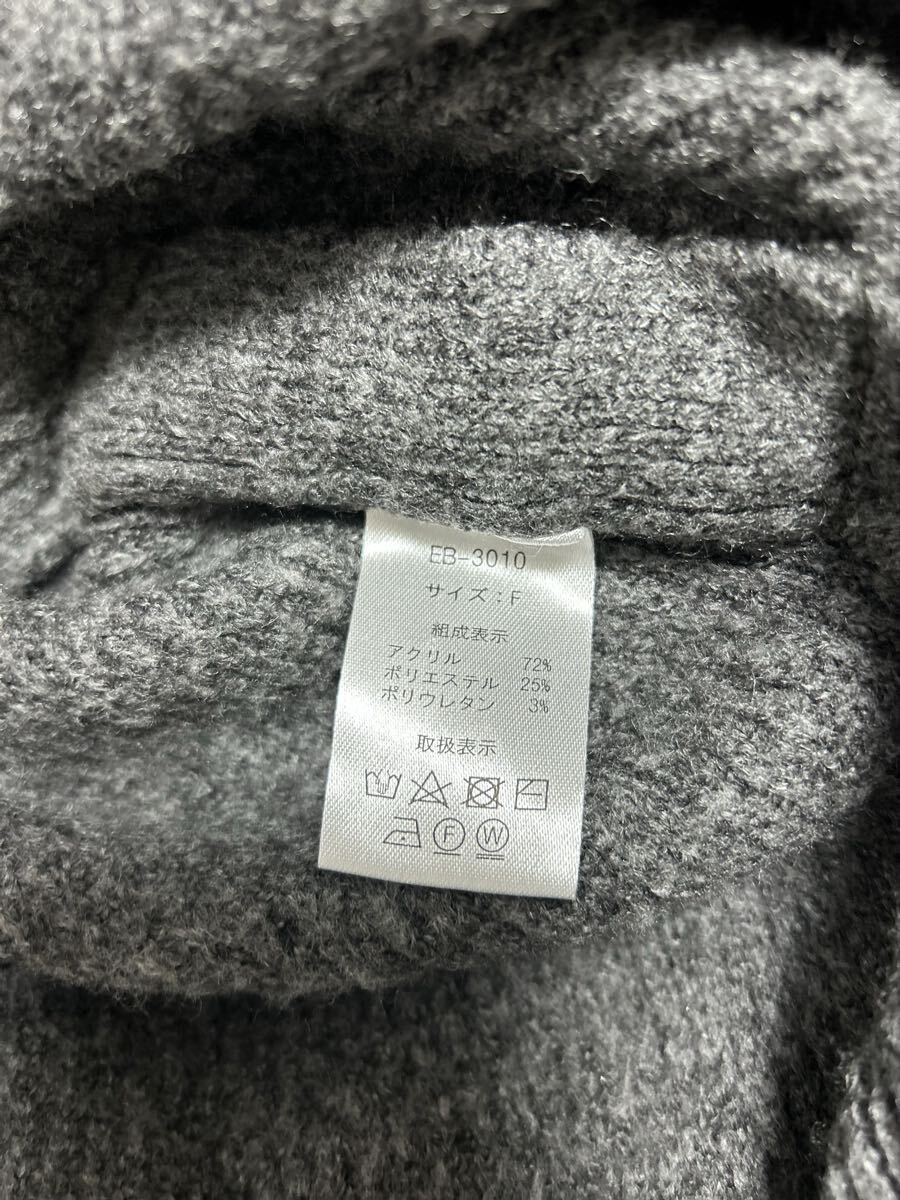 EB-3010
サイズ:F
組成表示
アクリル 72%
ポリエステル 25%
ポリウレタン 3%
取扱表示
F W